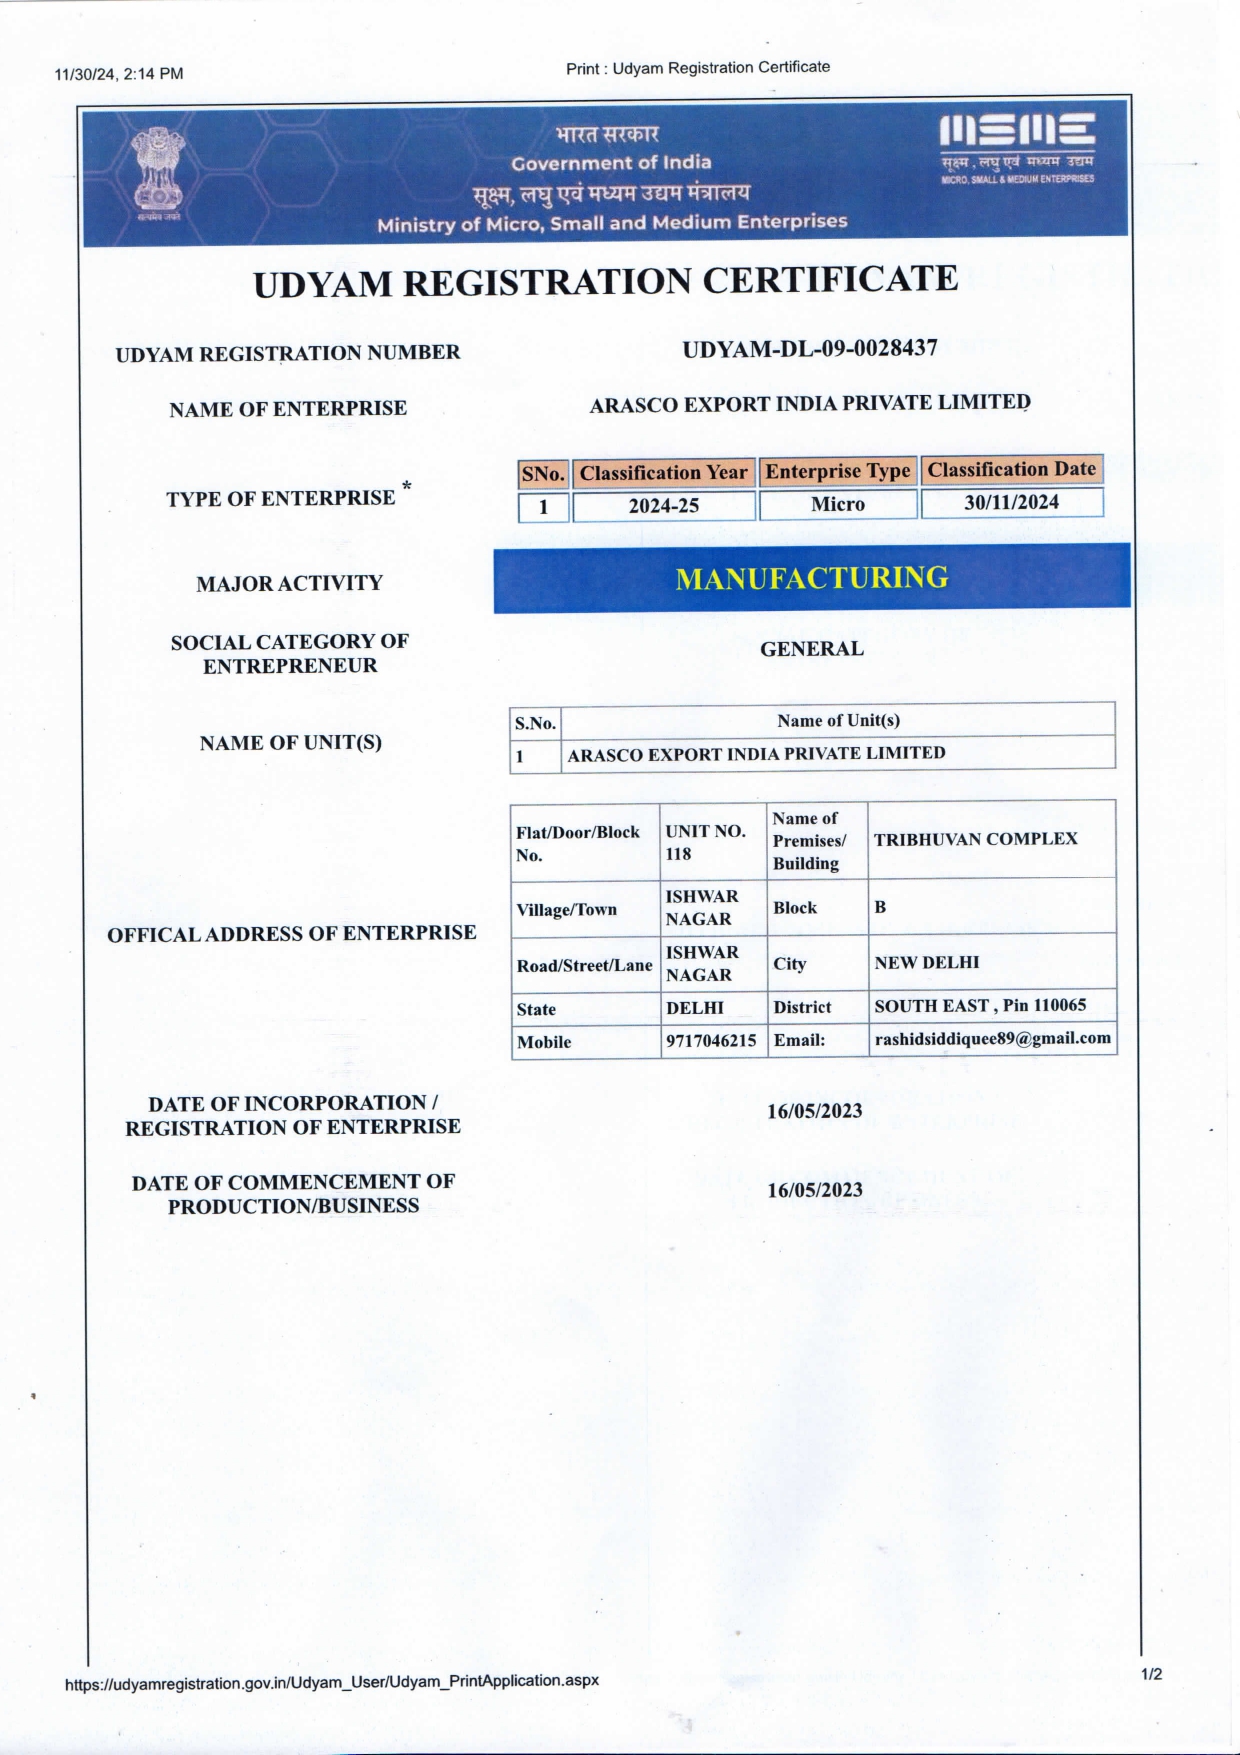 11/30/24, 2:14 PM
Print : Udyam Registration Certificate
भारत सरकार
Government of India
सूक्ष्म, लघु एवं मध्यम उद्यम मंत्रालय
Ministry of Micro, Small and Medium Enterprises
सत्यमेव जयते
MSME
सूक्ष्म , लघु एवं मध्यम उद्यम
MICRO, SMALL & MEDIUM ENTERPRISES
UDYAM REGISTRATION CERTIFICATE
UDYAM REGISTRATION NUMBER
UDYAM-DL-09-0028437
NAME OF ENTERPRISE
ARASCO EXPORT INDIA PRIVATE LIMITED
TYPE OF ENTERPRISE *
SNo. Classification Year Enterprise Type Classification Date
1 2024-25 Micro 30/11/2024
MAJOR ACTIVITY
MANUFACTURING
SOCIAL CATEGORY OF
ENTREPRENEUR
GENERAL
NAME OF UNIT(S)
S.No. Name of Unit(s)
1 ARASCO EXPORT INDIA PRIVATE LIMITED
OFFICAL ADDRESS OF ENTERPRISE
Flat/Door/Block
No.
UNIT NO.
118
Name of
Premises/
Building
TRIBHUVAN COMPLEX
Village/Town
ISHWAR
NAGAR
Block
B
Road/Street/Lane
ISHWAR
NAGAR
City
NEW DELHI
State DELHI District SOUTH EAST , Pin 110065
Mobile 9717046215 Email: rashidsiddiquee89@gmail.com
DATE OF INCORPORATION /
REGISTRATION OF ENTERPRISE
16/05/2023
DATE OF COMMENCEMENT OF
PRODUCTION/BUSINESS
16/05/2023
https://udyamregistration.gov.in/Udyam_User/Udyam_PrintApplication.aspx
1/2